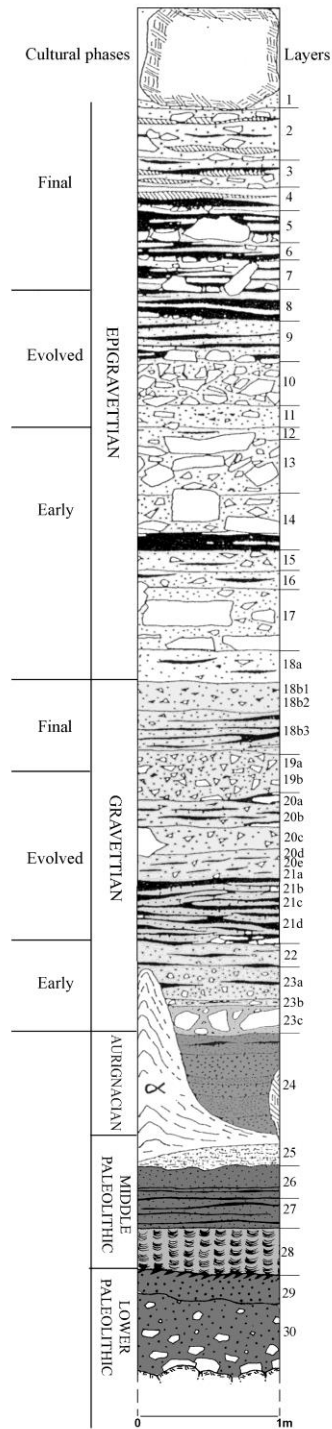 Cultural phases
Layers
Final
Evolved
Early
EPIGRAVETTIAN
Final
Evolved
Early
GRAVETTIAN
AURIGNACIAN
MIDDLE
PALEOLITHIC
LOWER
PALEOLITHIC
1
2
3
4
5
6
7
8
9
10
11
12
13
14
15
16
17
18a
18b1
18b2
18b3
19a
19b
20a
20b
20c
20d
20e
21a
21b
21c
21d
22
23a
23b
23c
24
25
26
27
28
29
30
α
0 1m